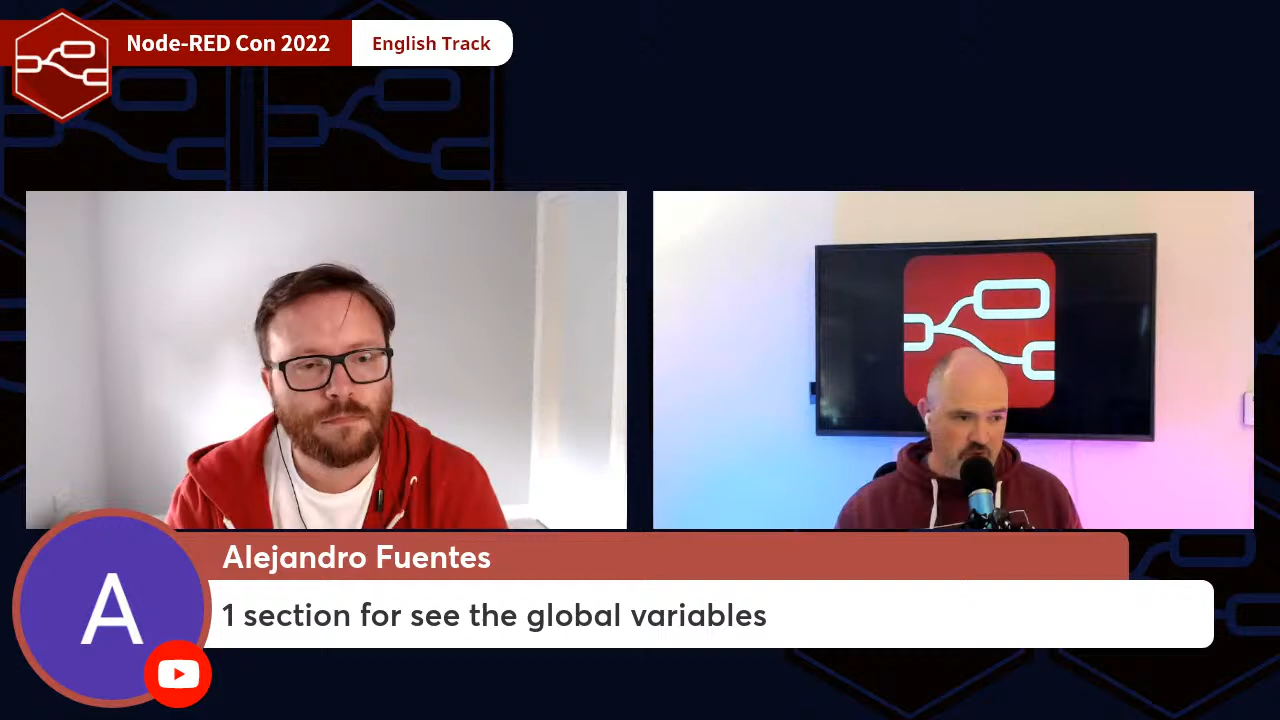 Node-RED Con 2022
English Track
Alejandro Fuentes
A
1 section for see the global variables